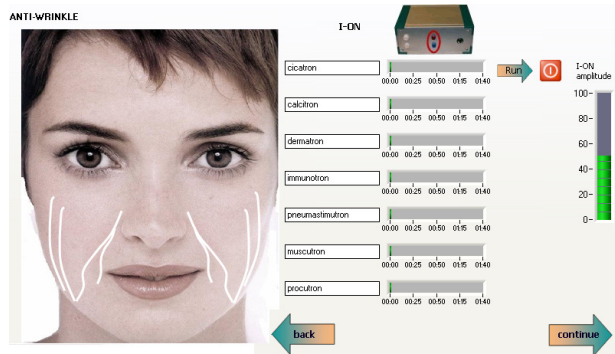 ANTI-WRINKLE
I-ON
cicatron
00:00 00:25 00:50 01:15 01:40
Run
I-ON
amplitude
100-
80-
60-
40-
20-
0-
calcitron
00:00 00:25 00:50 01:15 01:40
dermatron
00:00 00:25 00:50 01:15 01:40
immunotron
00:00 00:25 00:50 01:15 01:40
pneumastimutron
00:00 00:25 00:50 01:15 01:40
muscutron
00:00 00:25 00:50 01:15 01:40
procutron
00:00 00:25 00:50 01:15 01:40
back
continue